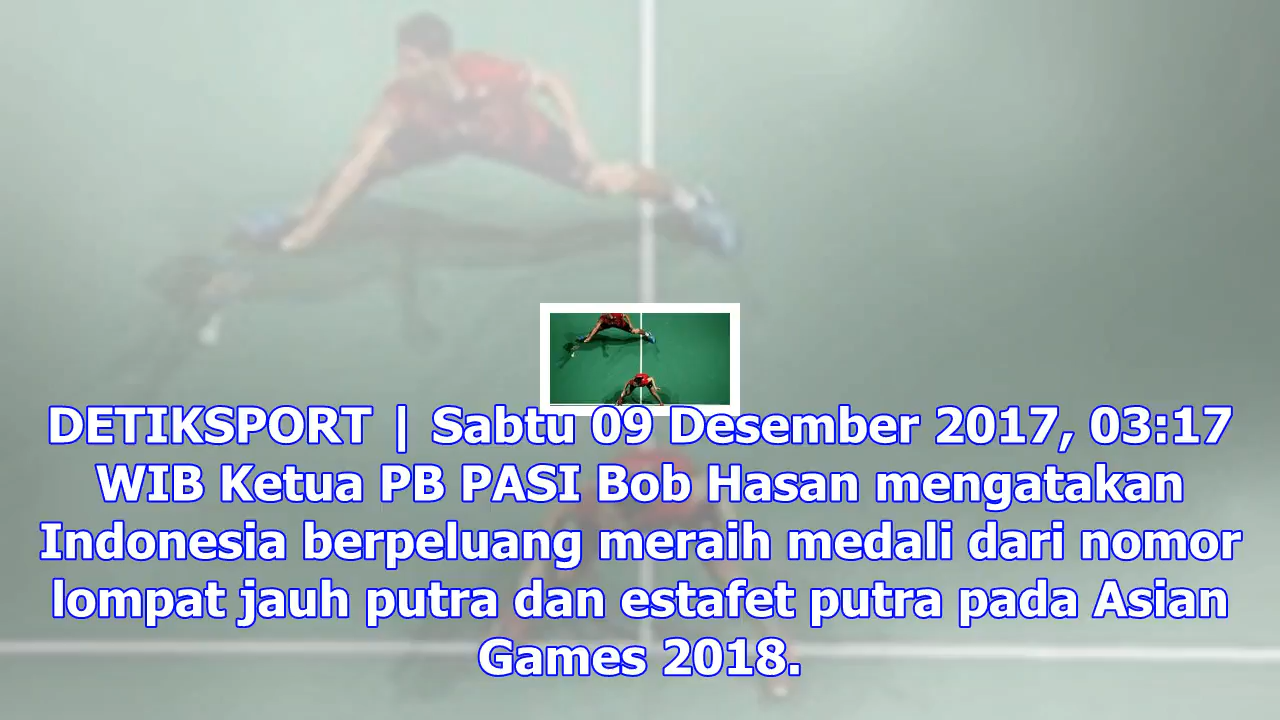 DETIKSPORT | Sabtu 09 Desember 2017, 03:17
WIB Ketua PB PASI Bob Hasan mengatakan
Indonesia berpeluang meraih medali dari nomor
lompat jauh putra dan estafet putra pada Asian
Games 2018.